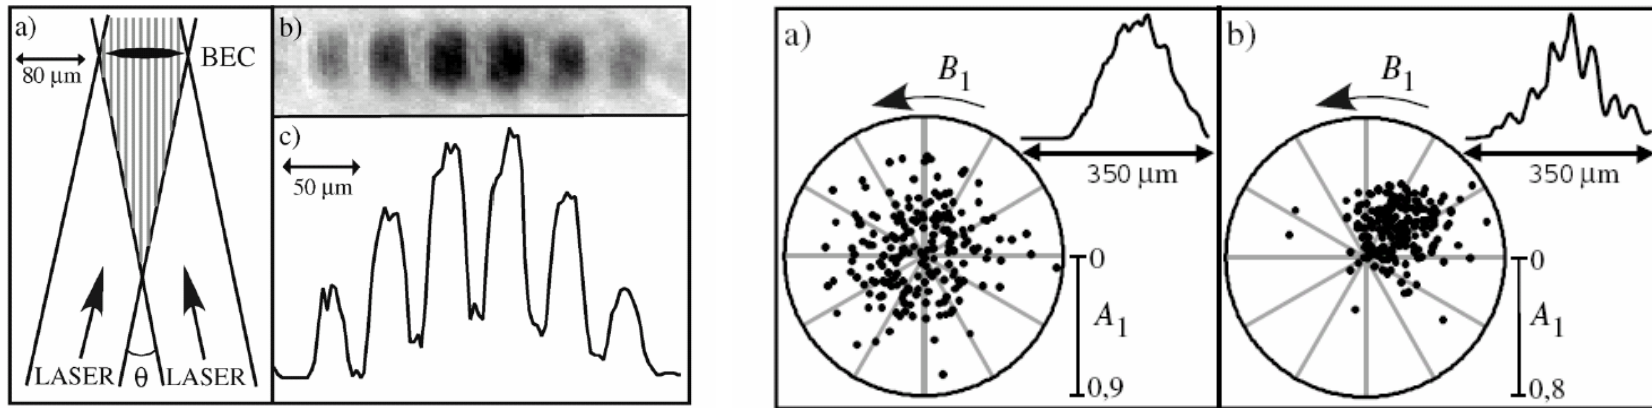 a)
BEC
80 µm
LASER θ LASER
b)
c)
50 µm
a)
B1
350 µm
0
A1
0,9
b)
B1
350 µm
0
A1
0,8